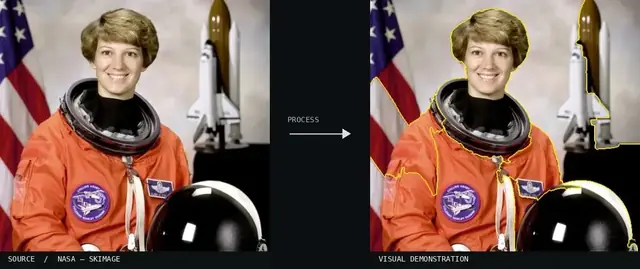 PROCESS
SOURCE / NASA — SKIMAGE
VISUAL DEMONSTRATION